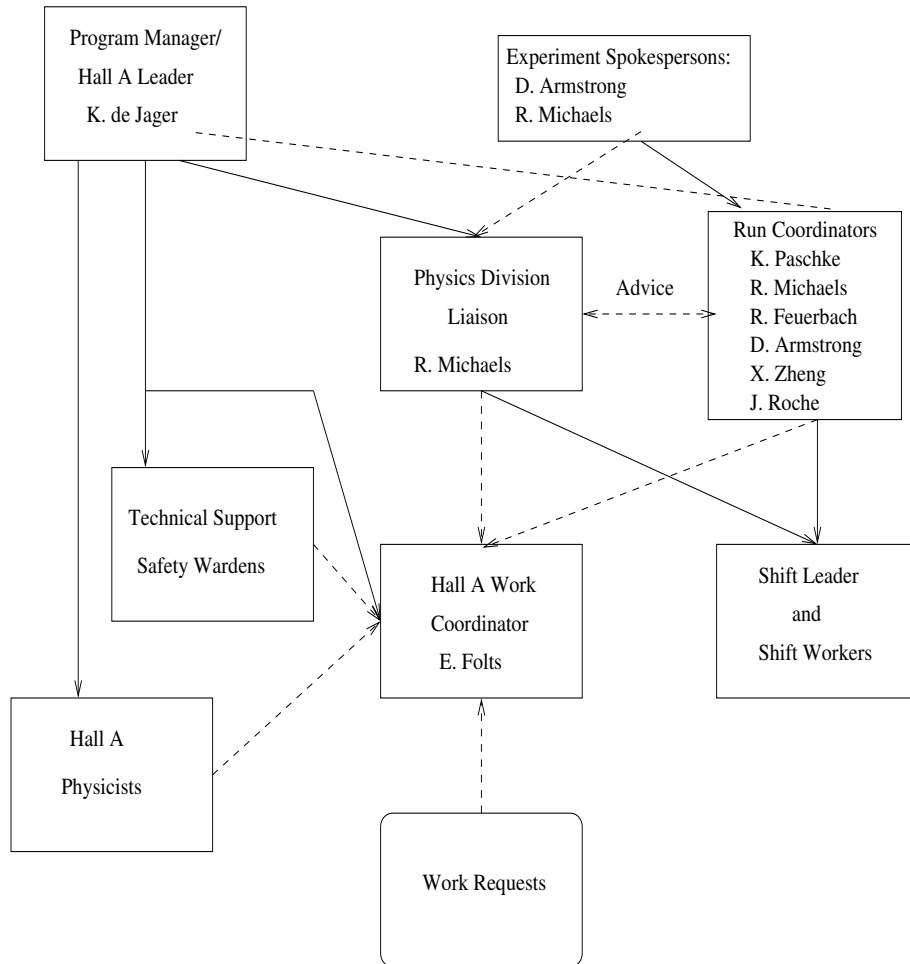 Program Manager/
Hall A Leader
K. de Jager
Experiment Spokespersons:
D. Armstrong
R. Michaels
Physics Division
Liaison
R. Michaels
Advice
Run Coordinators
K. Paschke
R. Michaels
R. Feuerbach
D. Armstrong
X. Zheng
J. Roche
Technical Support
Safety Wardens
Hall A Work
Coordinator
E. Folts
Shift Leader
and
Shift Workers
Hall A
Physicists
Work Requests